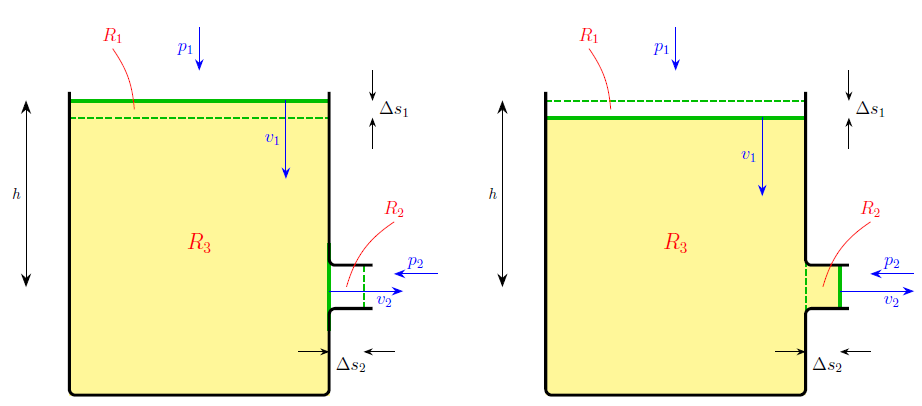 R₁
p₁
Δs₁
v₁
h
R₂
R₃
p₂
v₂
Δs₂
R₁
p₁
Δs₁
v₁
h
R₂
R₃
p₂
v₂
Δs₂